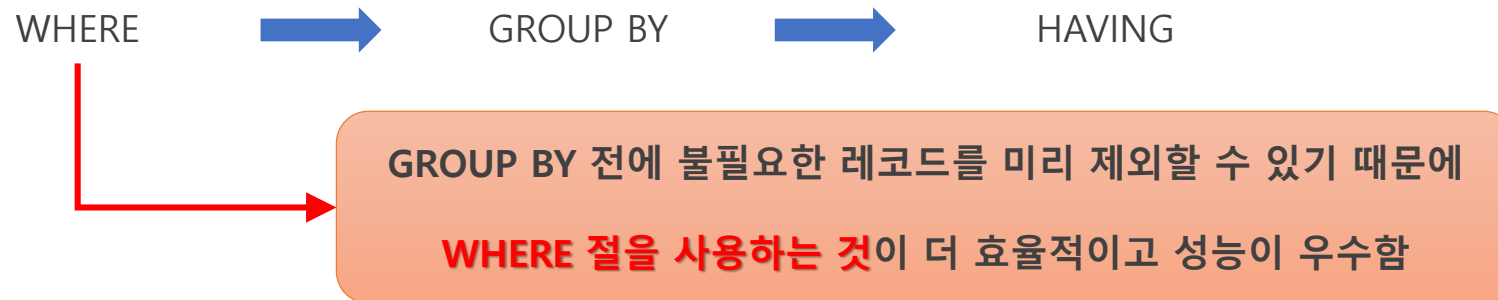 WHERE GROUP BY HAVING
GROUP BY 전에 불필요한 레코드를 미리 제외할 수 있기 때문에
WHERE 절을 사용하는 것이 더 효율적이고 성능이 우수함